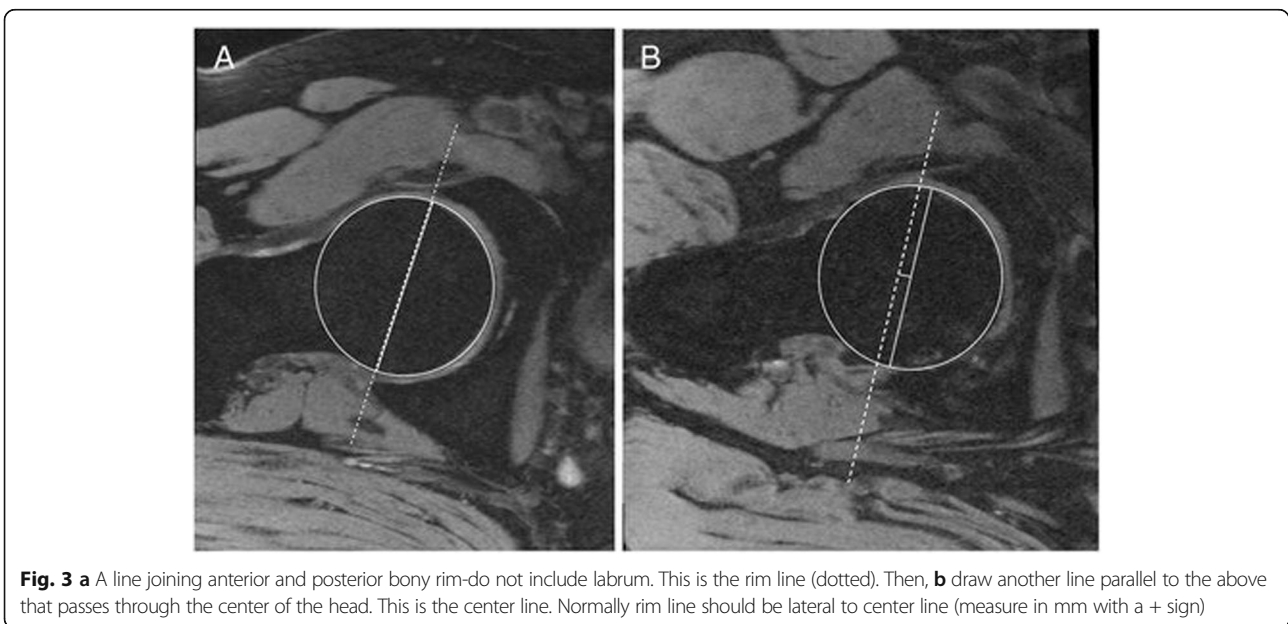 A
B
Fig. 3 a A line joining anterior and posterior bony rim-do not include labrum. This is the rim line (dotted). Then, b draw another line parallel to the above
that passes through the center of the head. This is the center line. Normally rim line should be lateral to center line (measure in mm with a + sign)